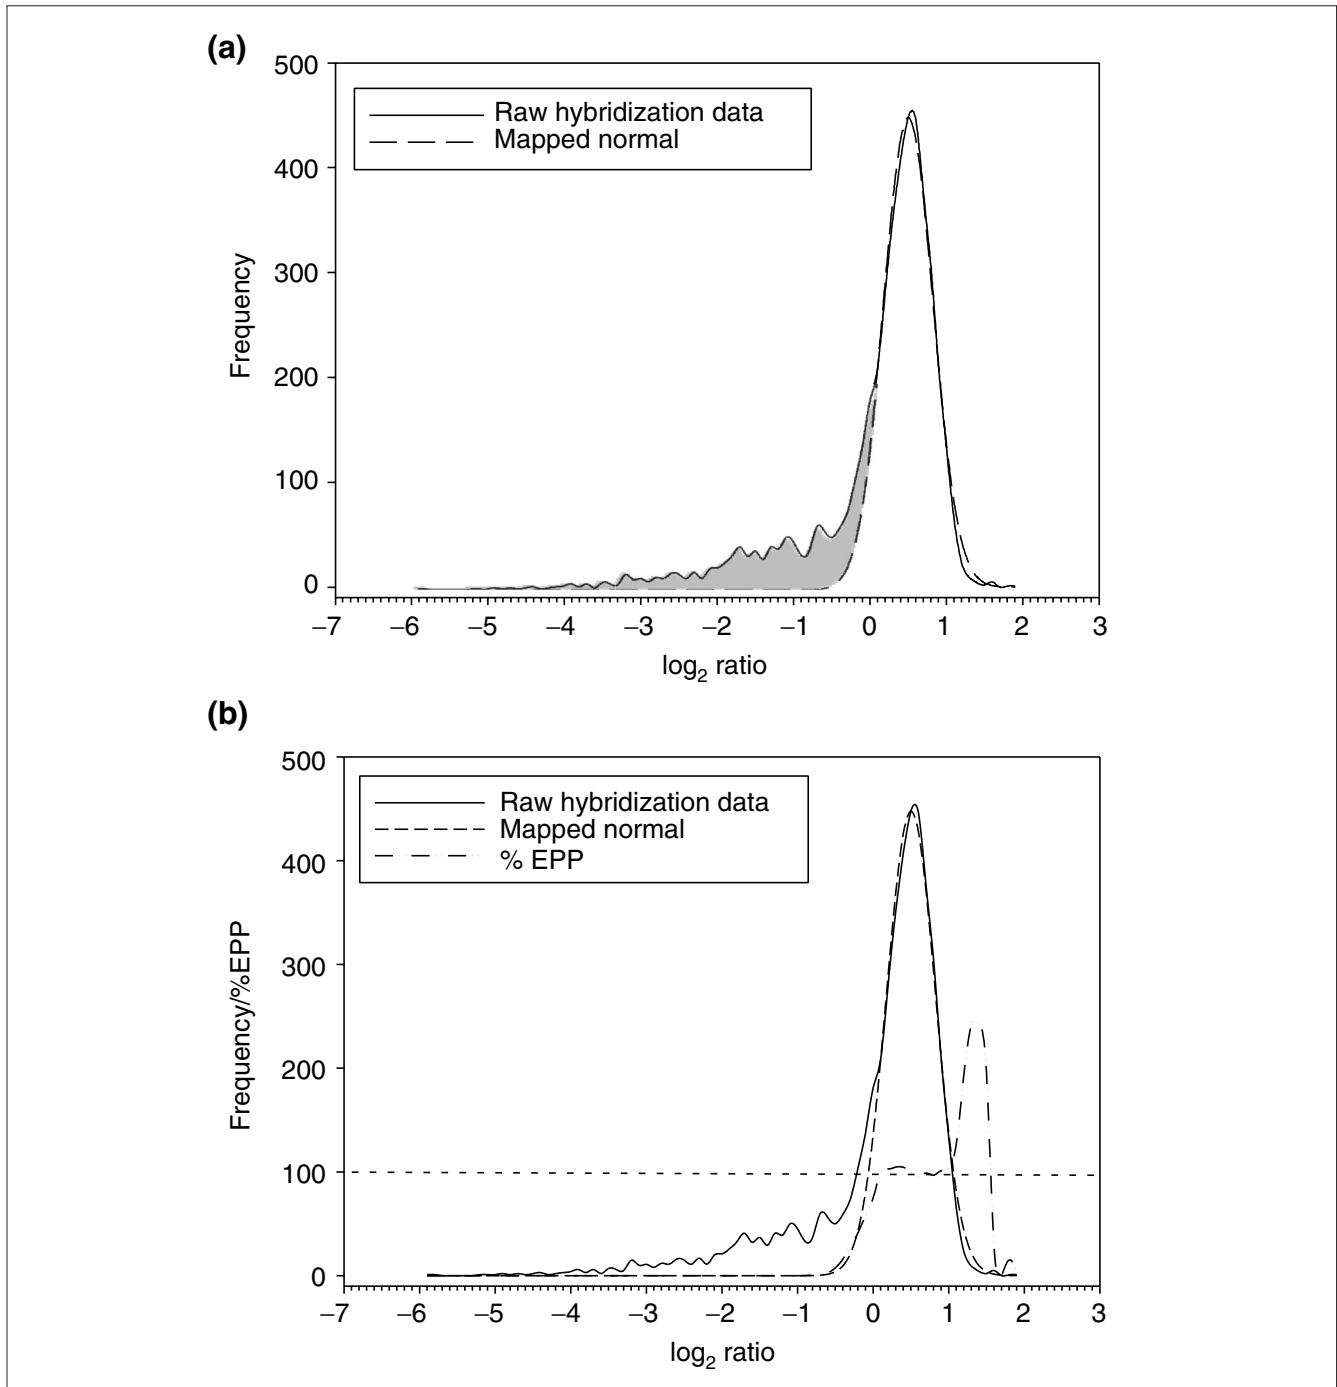 (a)
500
400
300
200
100
0
Frequency
Raw hybridization data
Mapped normal
−7 −6 −5 −4 −3 −2 −1 0 1 2 3
log2 ratio
(b)
500
400
300
200
100
0
Frequency/%EPP
Raw hybridization data
Mapped normal
% EPP
−7 −6 −5 −4 −3 −2 −1 0 1 2 3
log2 ratio